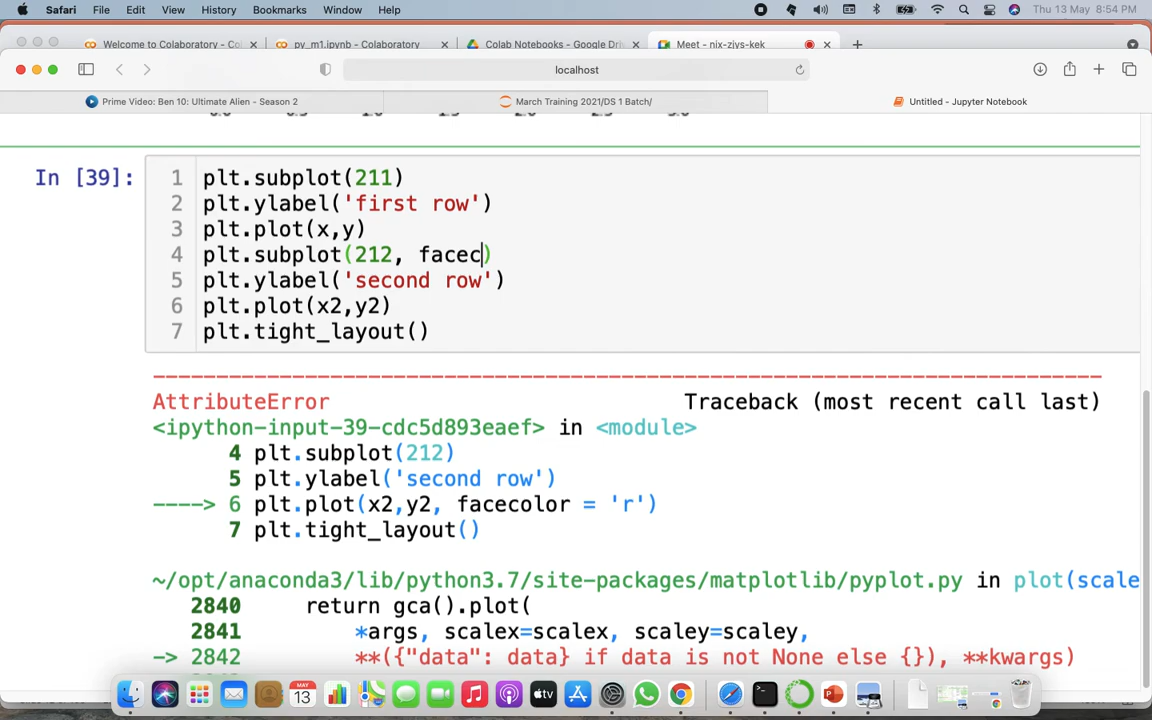 Safari File Edit View History Bookmarks Window Help Thu 13 May 8:54 PM
Welcome to Colaboratory - Co py_m1.ipynb - Colaboratory Colab Notebooks - Google Dri Meet - nix-zjys-kek
localhost
Prime Video: Ben 10: Ultimate Alien - Season 2 March Training 2021/DS 1 Batch/ Untitled - Jupyter Notebook
In [39]: 1 plt.subplot(211)
2 plt.ylabel('first row')
3 plt.plot(x,y)
4 plt.subplot(212, facec)
5 plt.ylabel('second row')
6 plt.plot(x2,y2)
7 plt.tight_layout()
AttributeError Traceback (most recent call last)
<ipython-input-39-cdc5d893eaef> in <module>
4 plt.subplot(212)
5 plt.ylabel('second row')
----> 6 plt.plot(x2,y2, facecolor = 'r')
7 plt.tight_layout()
~/opt/anaconda3/lib/python3.7/site-packages/matplotlib/pyplot.py in plot(scale
2840 return gca().plot(
2841 *args, scalex=scalex, scaley=scaley,
-> 2842 **({"data": data} if data is not None else {}), **kwargs)
MAY
13
tv